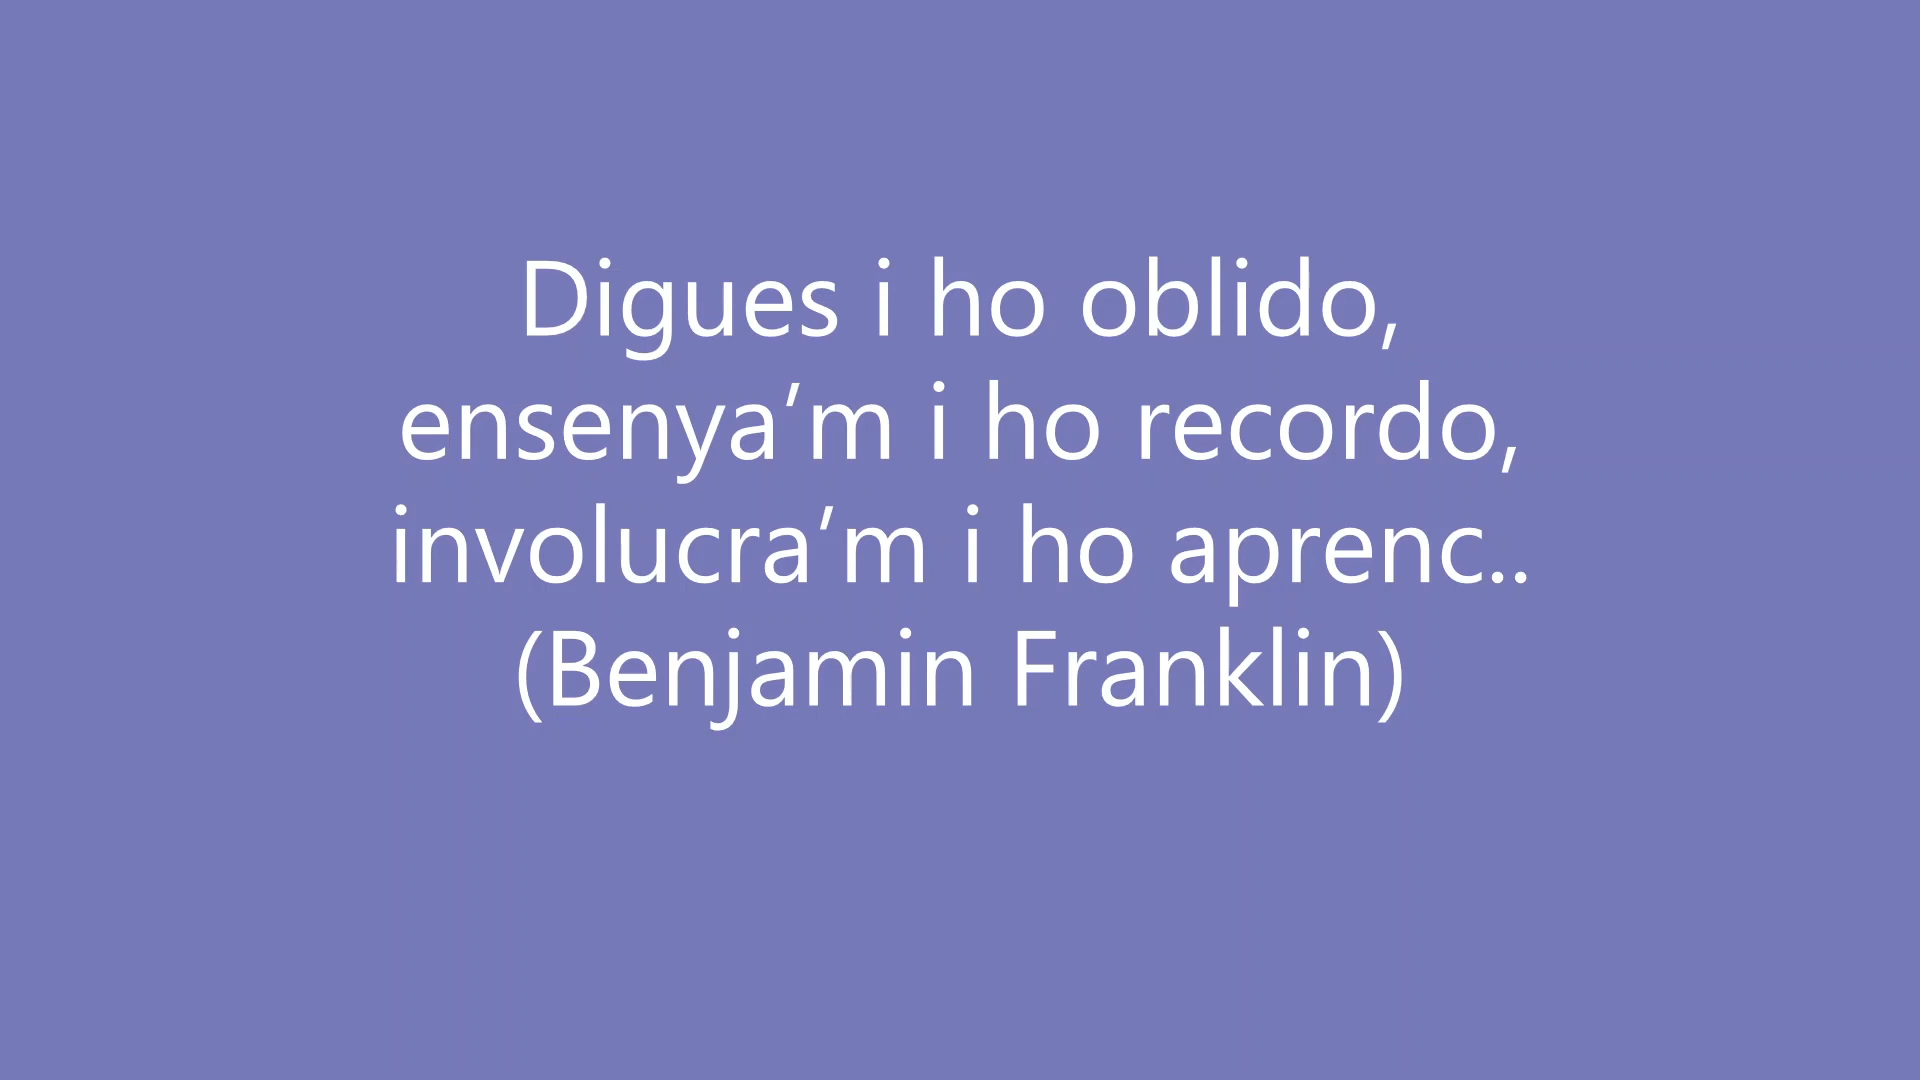 Digues i ho oblido,
ensenya’m i ho recordo,
involucra’m i ho aprenc..
(Benjamin Franklin)